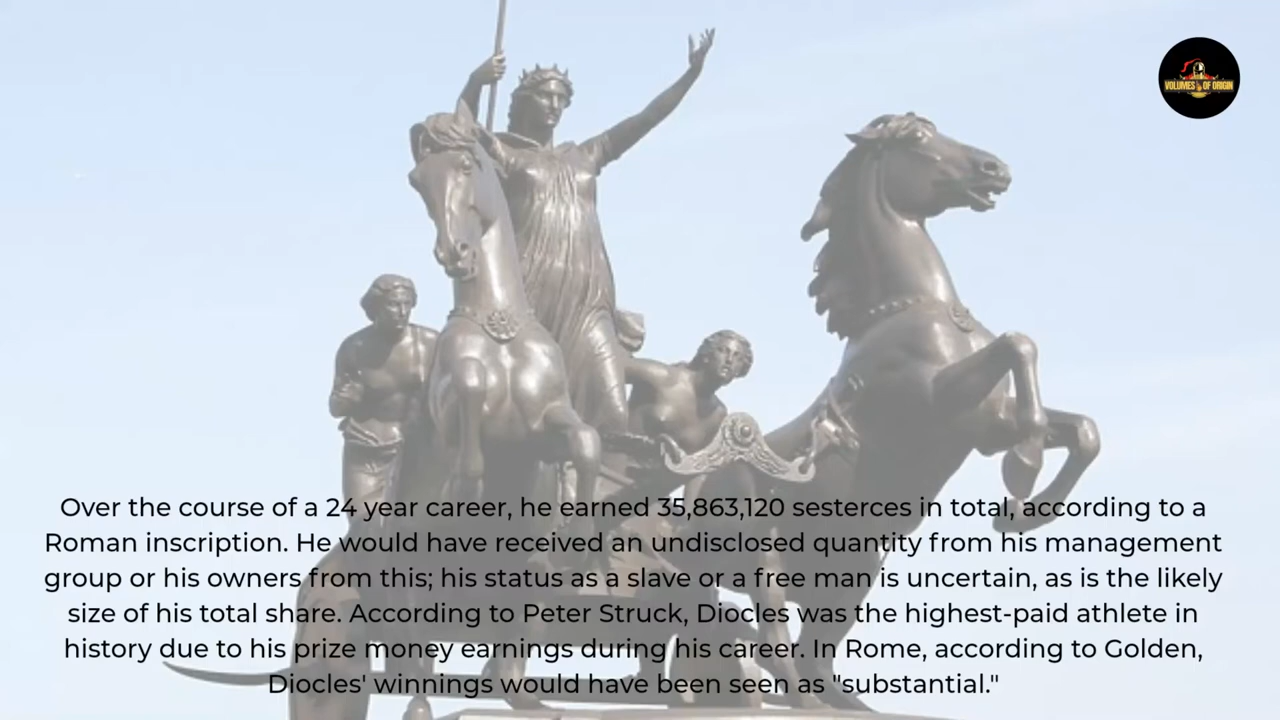 VOLUMES OF ORIGIN
Over the course of a 24 year career, he earned 35,863,120 sesterces in total, according to a
Roman inscription. He would have received an undisclosed quantity from his management
group or his owners from this; his status as a slave or a free man is uncertain, as is the likely
size of his total share. According to Peter Struck, Diocles was the highest-paid athlete in
history due to his prize money earnings during his career. In Rome, according to Golden,
Diocles' winnings would have been seen as "substantial."